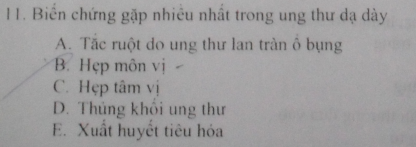 11. Biến chứng gặp nhiều nhất trong ung thư dạ dày
A. Tắc ruột do ung thư lan tràn ổ bụng
B. Hẹp môn vị
C. Hẹp tâm vị
D. Thủng khối ung thư
E. Xuất huyết tiêu hóa